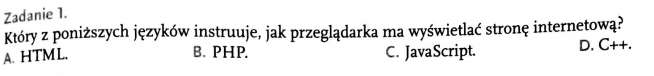 Zadanie 1.
Który z poniższych języków instruuje, jak przeglądarka ma wyświetlać stronę internetową?
A. HTML. B. PHP. C. JavaScript. D. C++.